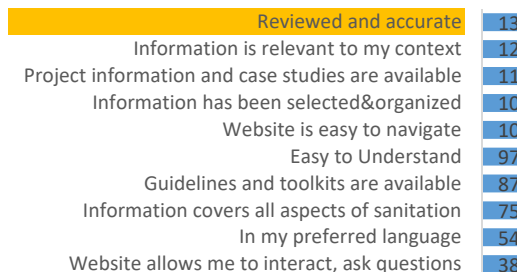 Reviewed and accurate 13
Information is relevant to my context 12
Project information and case studies are available 11
Information has been selected&organized 10
Website is easy to navigate 10
Easy to Understand 97
Guidelines and toolkits are available 87
Information covers all aspects of sanitation 75
In my preferred language 54
Website allows me to interact, ask questions 38